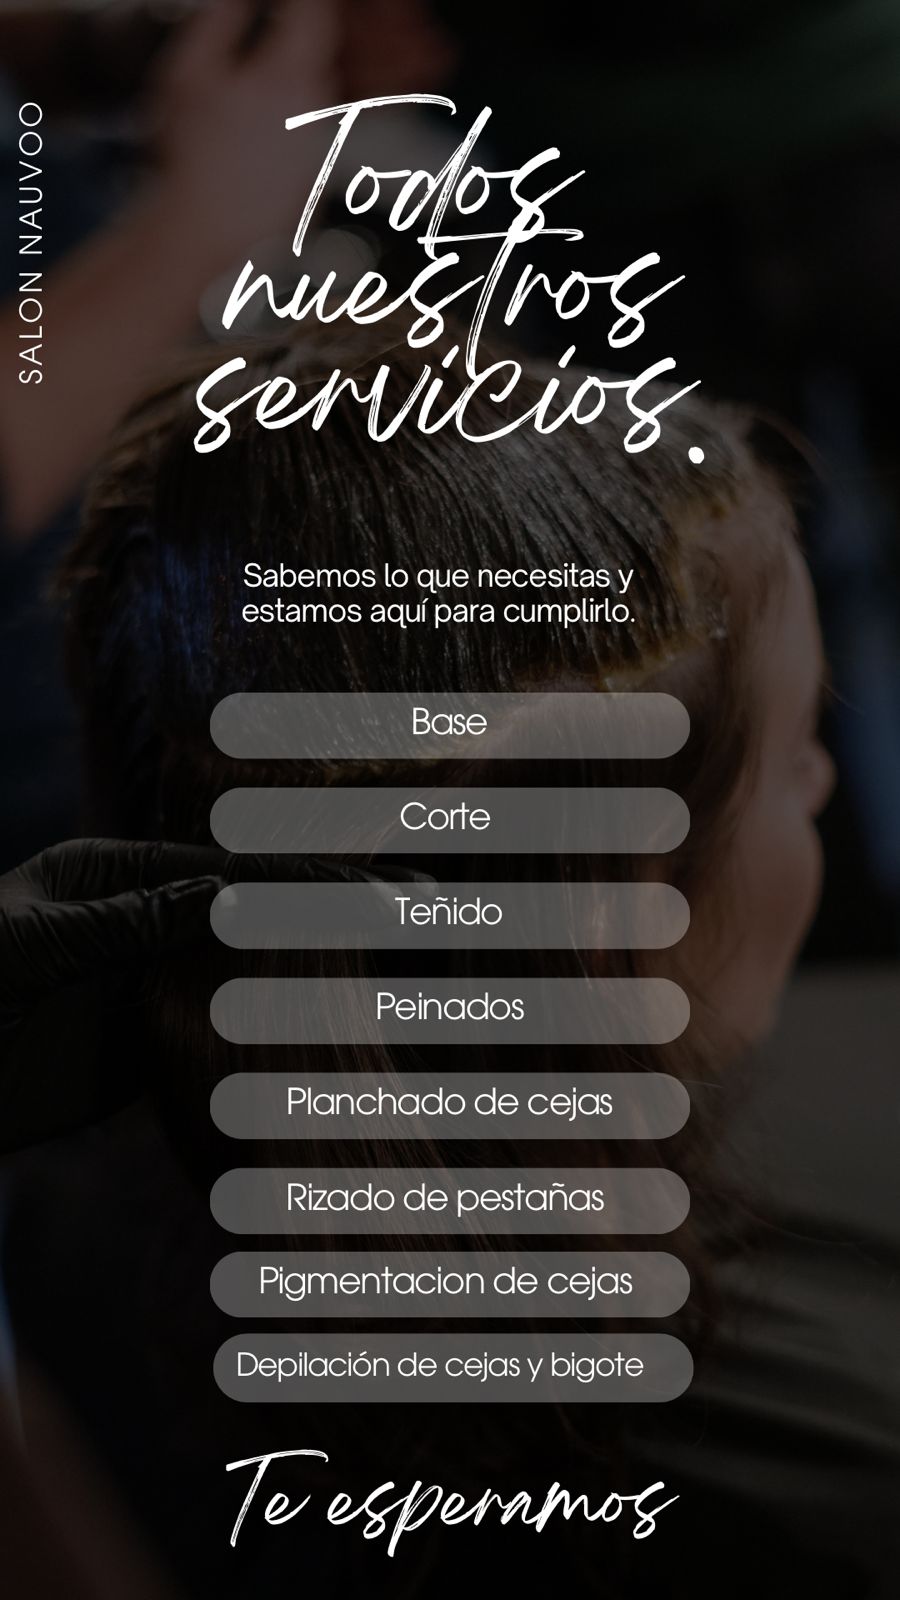 SALON NAUVOO
Todos
nuestros
servicios.
Sabemos lo que necesitas y
estamos aquí para cumplirlo.
Base
Corte
Teñido
Peinados
Planchado de cejas
Rizado de pestañas
Pigmentacion de cejas
Depilación de cejas y bigote
Te esperamos